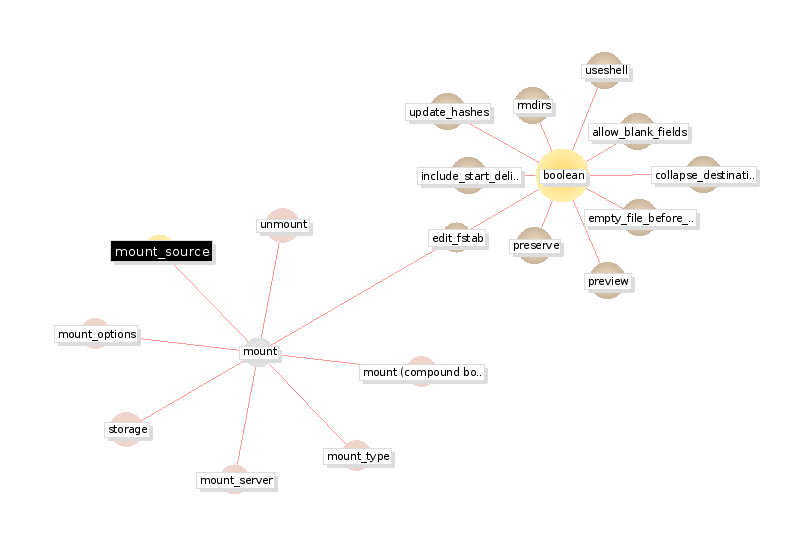 useshell
rmdirs
update_hashes
allow_blank_fields
include_start_deli..
boolean
collapse_destinati..
empty_file_before_..
unmount
edit_fstab
preserve
mount_source
preview
mount_options
mount
mount (compound bo..
storage
mount_type
mount_server